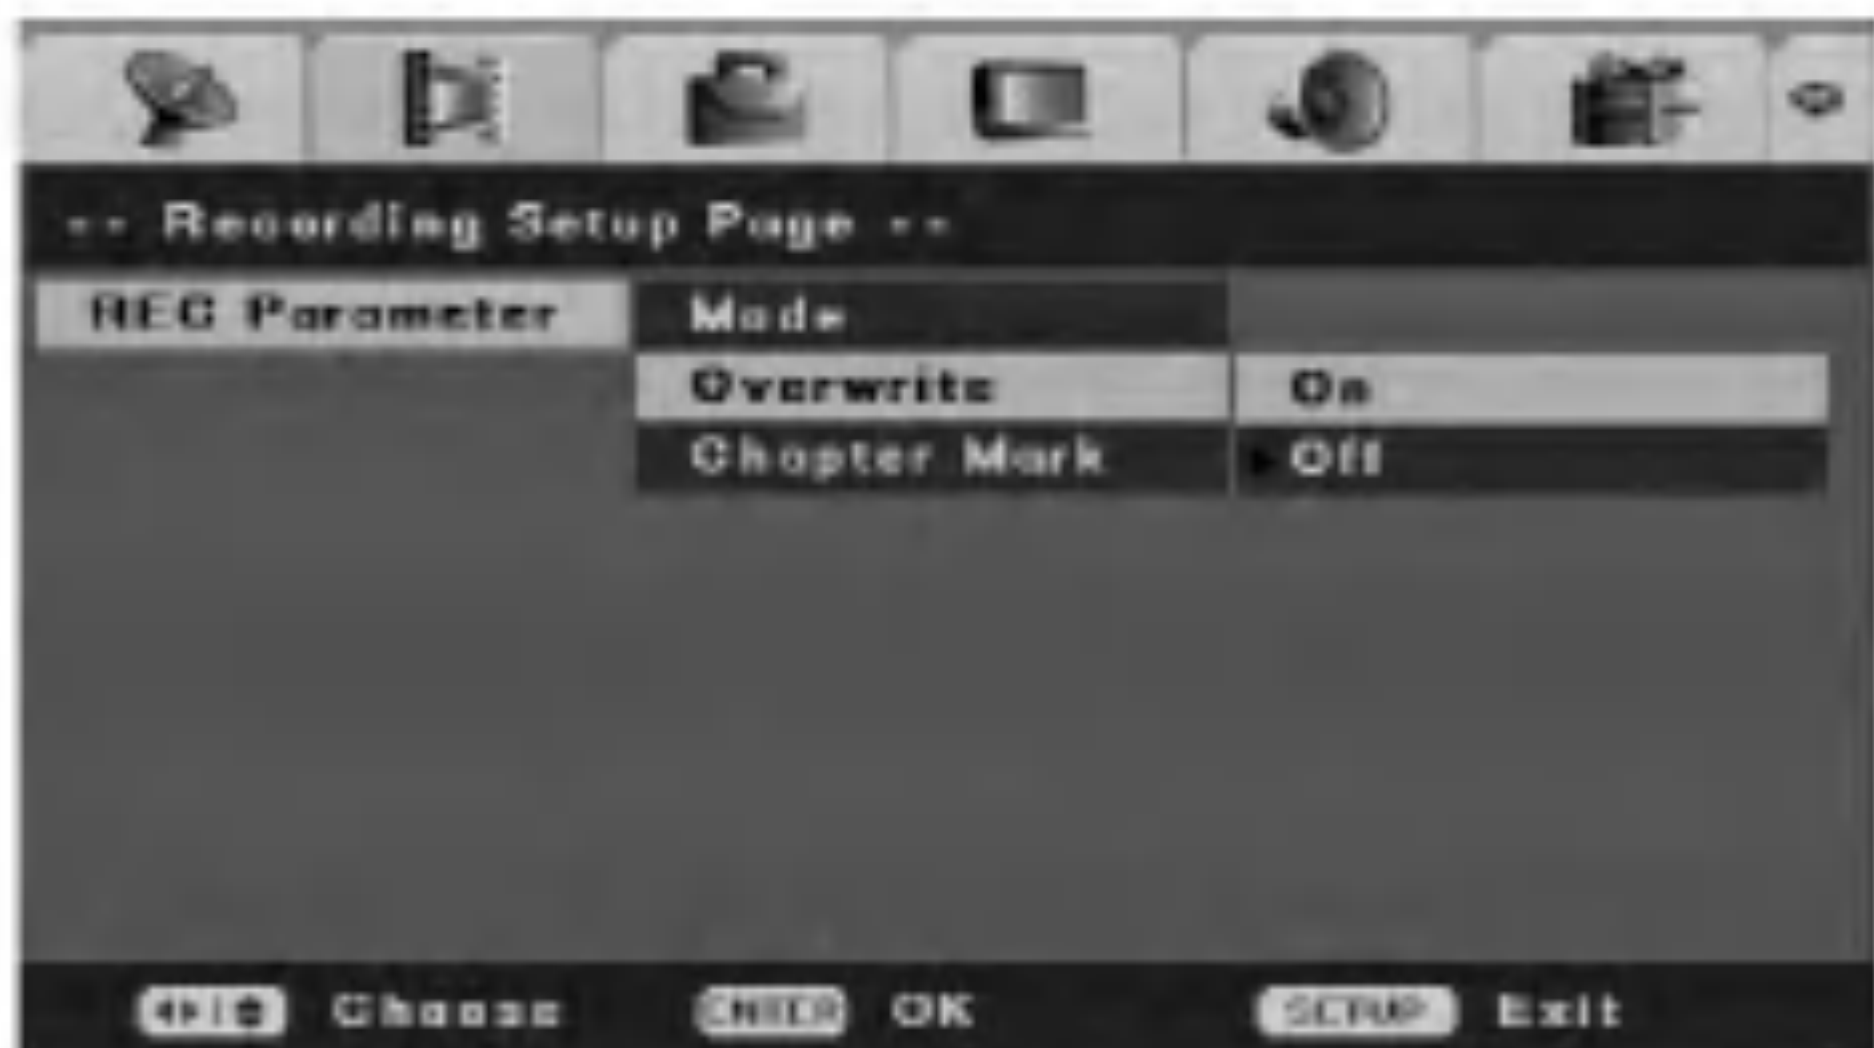 -- Recording Setup Page --
REC Parameter
Mode
Overwrite
On
Chapter Mark
Off
Choose
ENTER OK
SETUP Exit